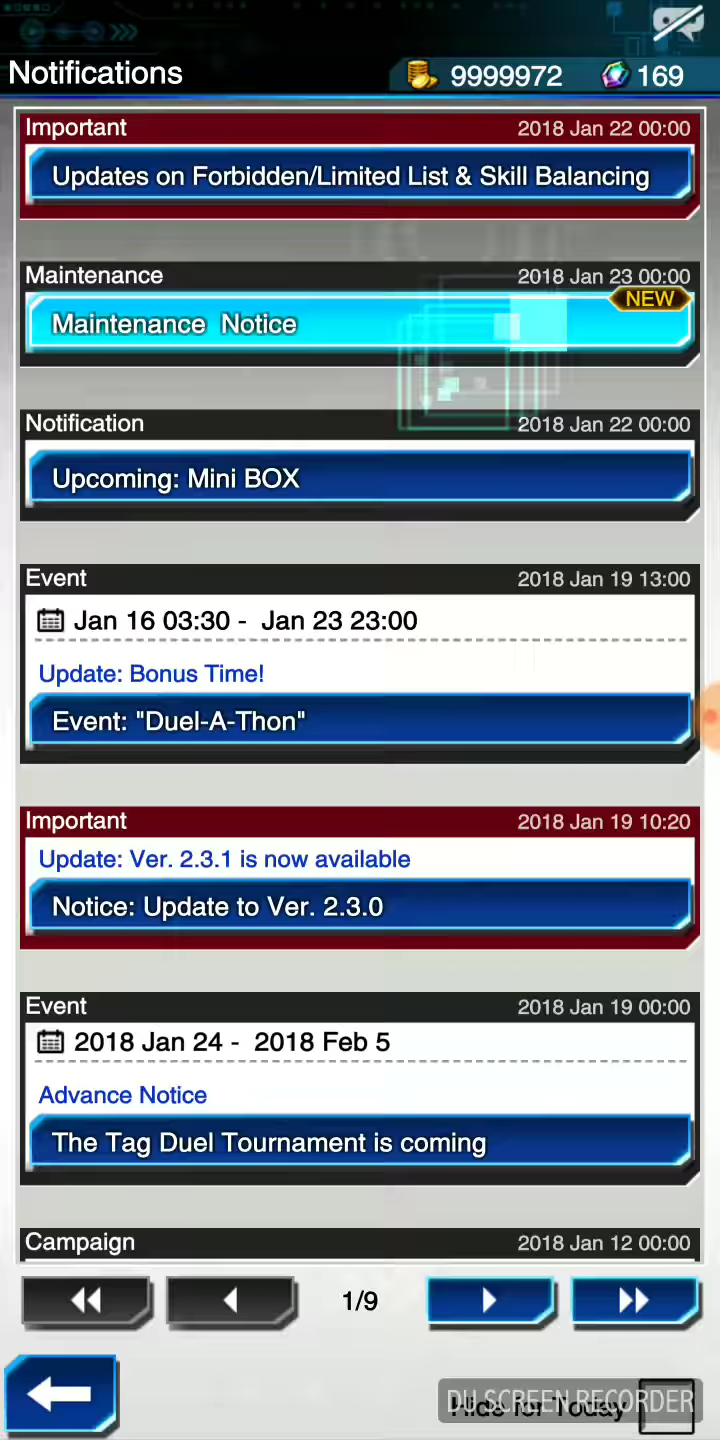 Notifications
9999972
169
Important
2018 Jan 22 00:00
Updates on Forbidden/Limited List & Skill Balancing
Maintenance
2018 Jan 23 00:00
NEW
Maintenance Notice
Notification
2018 Jan 22 00:00
Upcoming: Mini BOX
Event
2018 Jan 19 13:00
Jan 16 03:30 - Jan 23 23:00
Update: Bonus Time!
Event: "Duel-A-Thon"
Important
2018 Jan 19 10:20
Update: Ver. 2.3.1 is now available
Notice: Update to Ver. 2.3.0
Event
2018 Jan 19 00:00
2018 Jan 24 - 2018 Feb 5
Advance Notice
The Tag Duel Tournament is coming
Campaign
2018 Jan 12 00:00
1/9
DU SCREEN RECORDER
Hide for Today